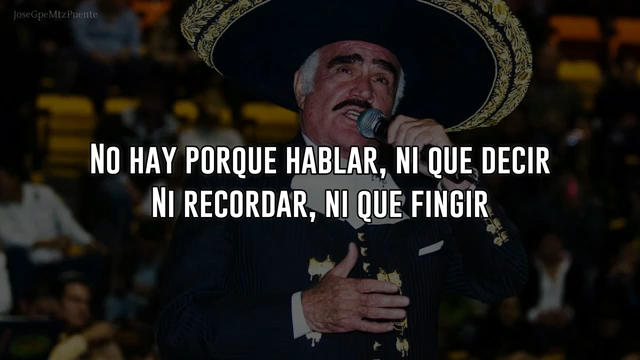 JoseGpeMtzPuente
No hay porque hablar, ni que decir
Ni recordar, ni que fingir